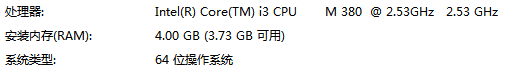 处理器: Intel(R) Core(TM) i3 CPU M 380 @ 2.53GHz 2.53 GHz
安装内存(RAM): 4.00 GB (3.73 GB 可用)
系统类型: 64 位操作系统